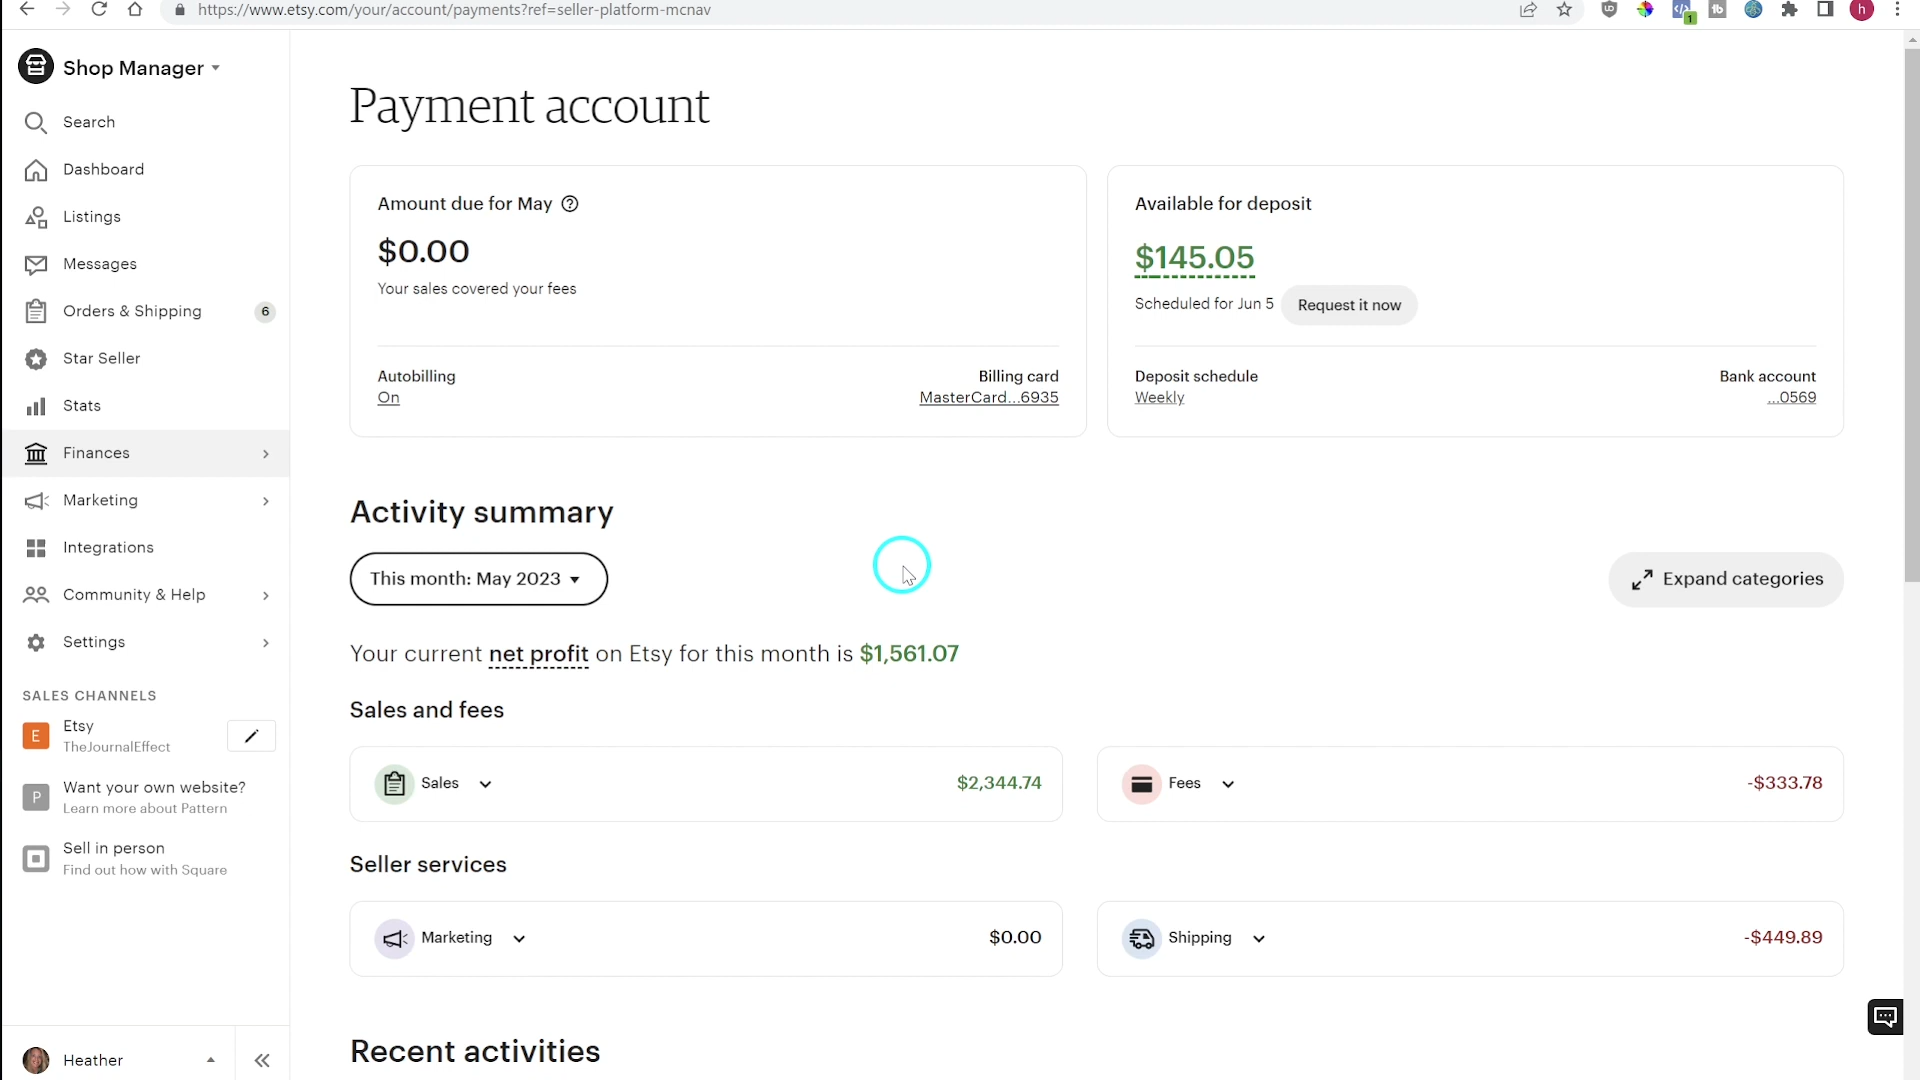 https://www.etsy.com/your/account/payments?ref=seller-platform-mcnav
1
tb
h
Shop Manager
Search
Dashboard
Listings
Messages
Orders & Shipping 6
Star Seller
Stats
Finances
Marketing
Integrations
Community & Help
Settings
SALES CHANNELS
E
Etsy
TheJournalEffect
P
Want your own website?
Learn more about Pattern
Sell in person
Find out how with Square
Heather
Payment account
Amount due for May ?
$0.00
Your sales covered your fees
Autobilling
On
Billing card
MasterCard...6935
Available for deposit
$145.05
Scheduled for Jun 5 Request it now
Deposit schedule
Weekly
Bank account
...0569
Activity summary
This month: May 2023
Expand categories
Your current net profit on Etsy for this month is $1,561.07
Sales and fees
Sales $2,344.74
Fees -$333.78
Seller services
Marketing $0.00
Shipping -$449.89
Recent activities